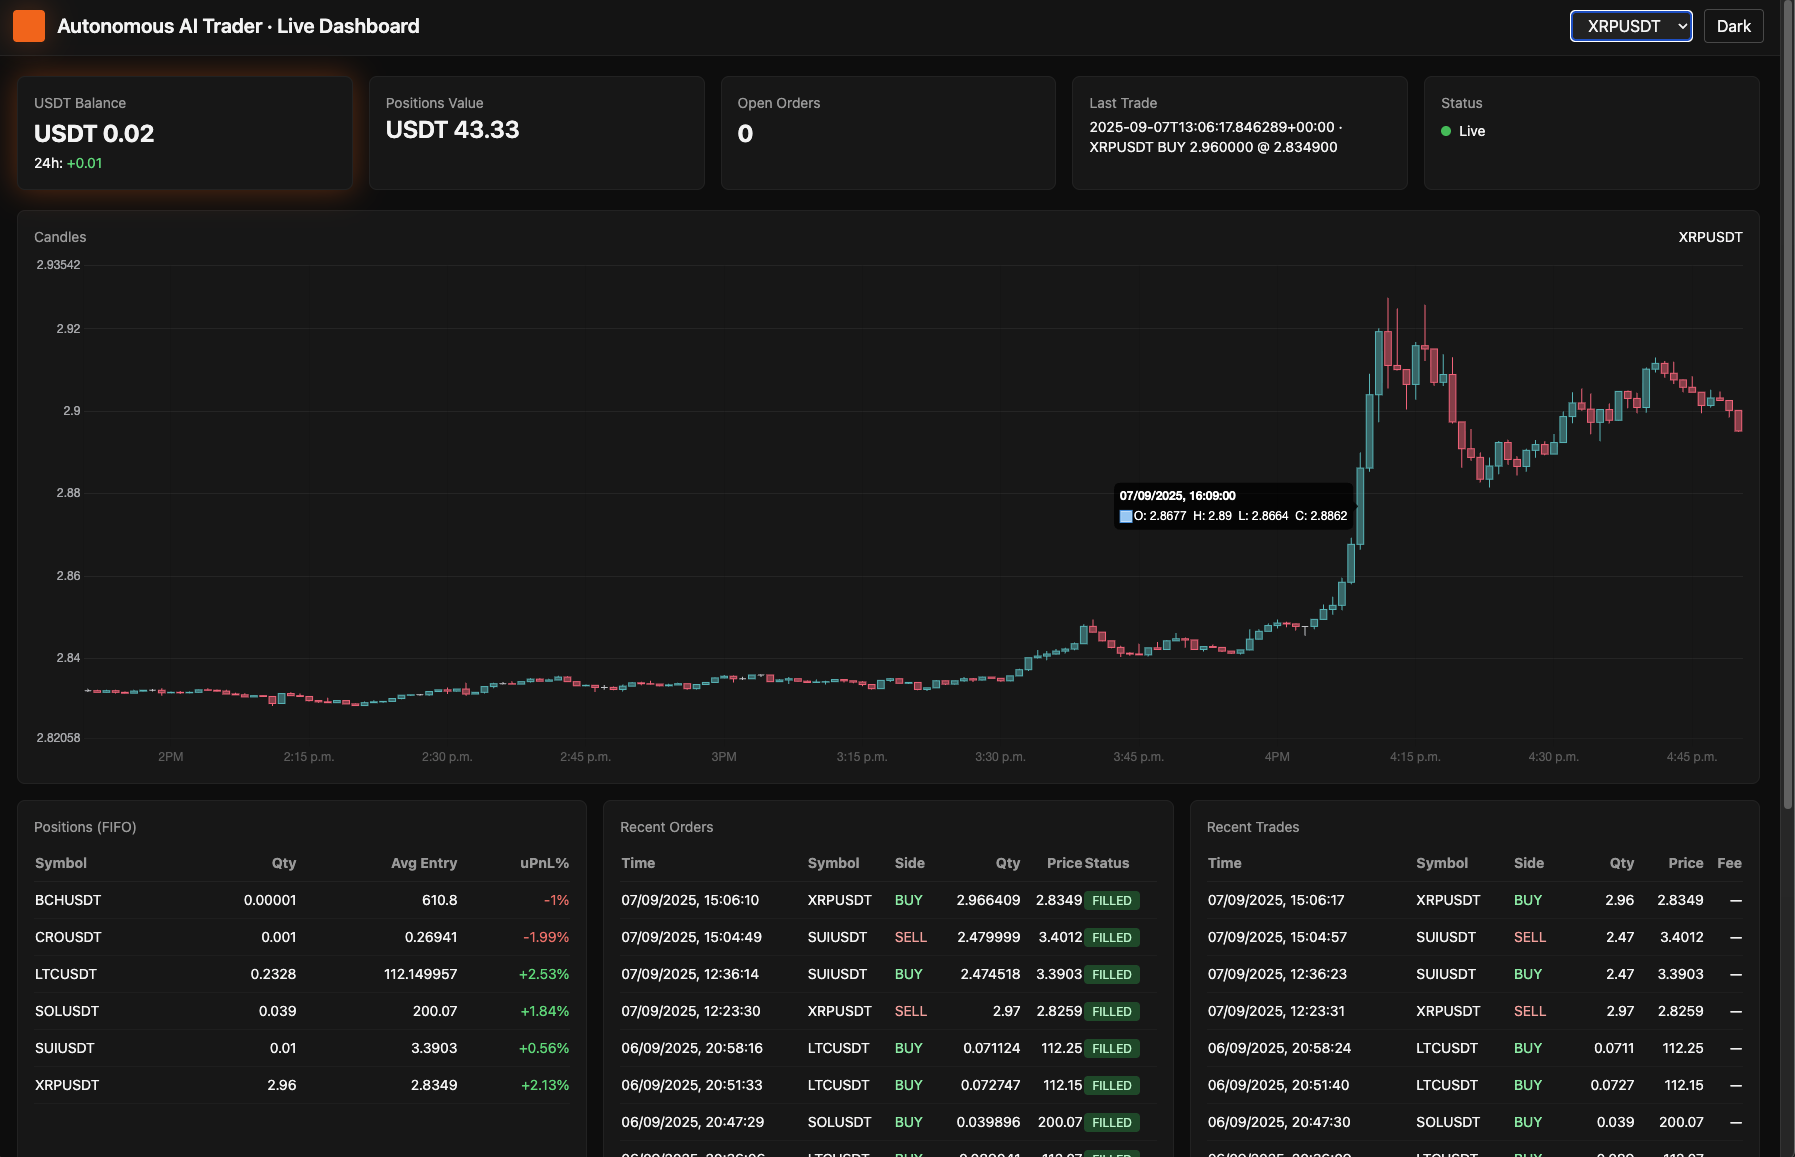 Autonomous AI Trader · Live Dashboard
XRPUSDT
Dark
USDT Balance
USDT 0.02
24h: +0.01
Positions Value
USDT 43.33
Open Orders
0
Last Trade
2025-09-07T13:06:17.846289+00:00 ·
XRPUSDT BUY 2.960000 @ 2.834900
Status
Live
Candles
XRPUSDT
2.93542
2.92
2.9
2.88
2.86
2.84
2.82058
07/09/2025, 16:09:00
O: 2.8677 H: 2.89 L: 2.8664 C: 2.8862
2PM 2:15 p.m. 2:30 p.m. 2:45 p.m. 3PM 3:15 p.m. 3:30 p.m. 3:45 p.m. 4PM 4:15 p.m. 4:30 p.m. 4:45 p.m.
Positions (FIFO)
Symbol Qty Avg Entry uPnL%
BCHUSDT 0.00001 610.8 -1%
CROUSDT 0.001 0.26941 -1.99%
LTCUSDT 0.2328 112.149957 +2.53%
SOLUSDT 0.039 200.07 +1.84%
SUIUSDT 0.01 3.3903 +0.56%
XRPUSDT 2.96 2.8349 +2.13%
Recent Orders
Time Symbol Side Qty Price Status
07/09/2025, 15:06:10 XRPUSDT BUY 2.966409 2.8349 FILLED
07/09/2025, 15:04:49 SUIUSDT SELL 2.479999 3.4012 FILLED
07/09/2025, 12:36:14 SUIUSDT BUY 2.474518 3.3903 FILLED
07/09/2025, 12:23:30 XRPUSDT SELL 2.97 2.8259 FILLED
06/09/2025, 20:58:16 LTCUSDT BUY 0.071124 112.25 FILLED
06/09/2025, 20:51:33 LTCUSDT BUY 0.072747 112.15 FILLED
06/09/2025, 20:47:29 SOLUSDT BUY 0.039896 200.07 FILLED
Recent Trades
Time Symbol Side Qty Price Fee
07/09/2025, 15:06:17 XRPUSDT BUY 2.96 2.8349 —
07/09/2025, 15:04:57 SUIUSDT SELL 2.47 3.4012 —
07/09/2025, 12:36:23 SUIUSDT BUY 2.47 3.3903 —
07/09/2025, 12:23:31 XRPUSDT SELL 2.97 2.8259 —
06/09/2025, 20:58:24 LTCUSDT BUY 0.0711 112.25 —
06/09/2025, 20:51:40 LTCUSDT BUY 0.0727 112.15 —
06/09/2025, 20:47:30 SOLUSDT BUY 0.039 200.07 —